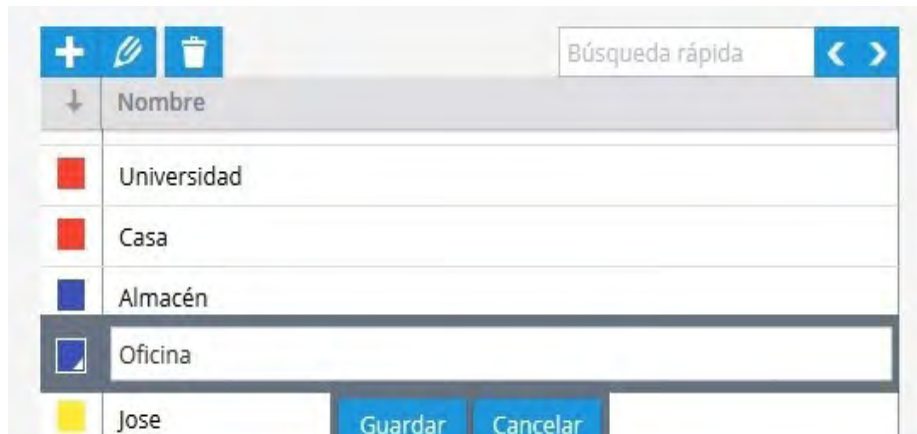 Búsqueda rápida
Nombre
Universidad
Casa
Almacén
Oficina
Jose
Guardar Cancelar